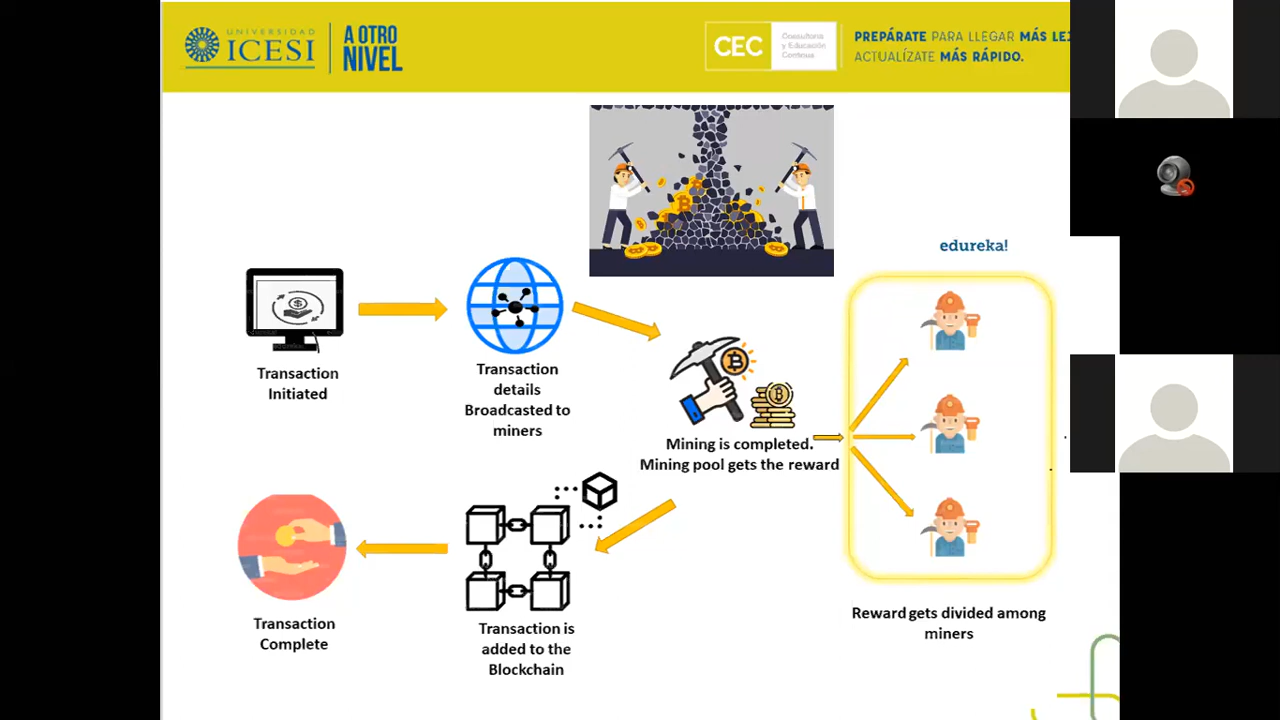 UNIVERSIDAD
ICESI
A OTRO
NIVEL
CEC
Consultoría
y Educación
Continua
PREPÁRATE PARA LLEGAR MÁS
ACTUALÍZATE MÁS RÁPIDO.
edureka!
Transaction
Initiated
Transaction
details
Broadcasted to
miners
Mining is completed.
Mining pool gets the reward
Reward gets divided among
miners
Transaction is
added to the
Blockchain
Transaction
Complete